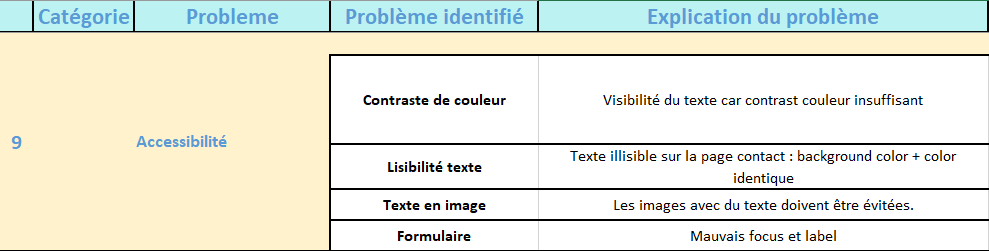 Catégorie Probleme Problème identifié Explication du problème
9 Accessibilité
Contraste de couleur Visibilité du texte car contrast couleur insuffisant
Lisibilité texte Texte illisible sur la page contact : background color + color
identique
Texte en image Les images avec du texte doivent être évitées.
Formulaire Mauvais focus et label